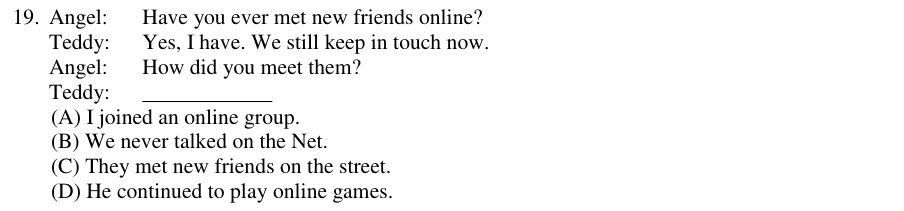 19. Angel: Have you ever met new friends online?
Teddy: Yes, I have. We still keep in touch now.
Angel: How did you meet them?
Teddy: ____________
(A) I joined an online group.
(B) We never talked on the Net.
(C) They met new friends on the street.
(D) He continued to play online games.